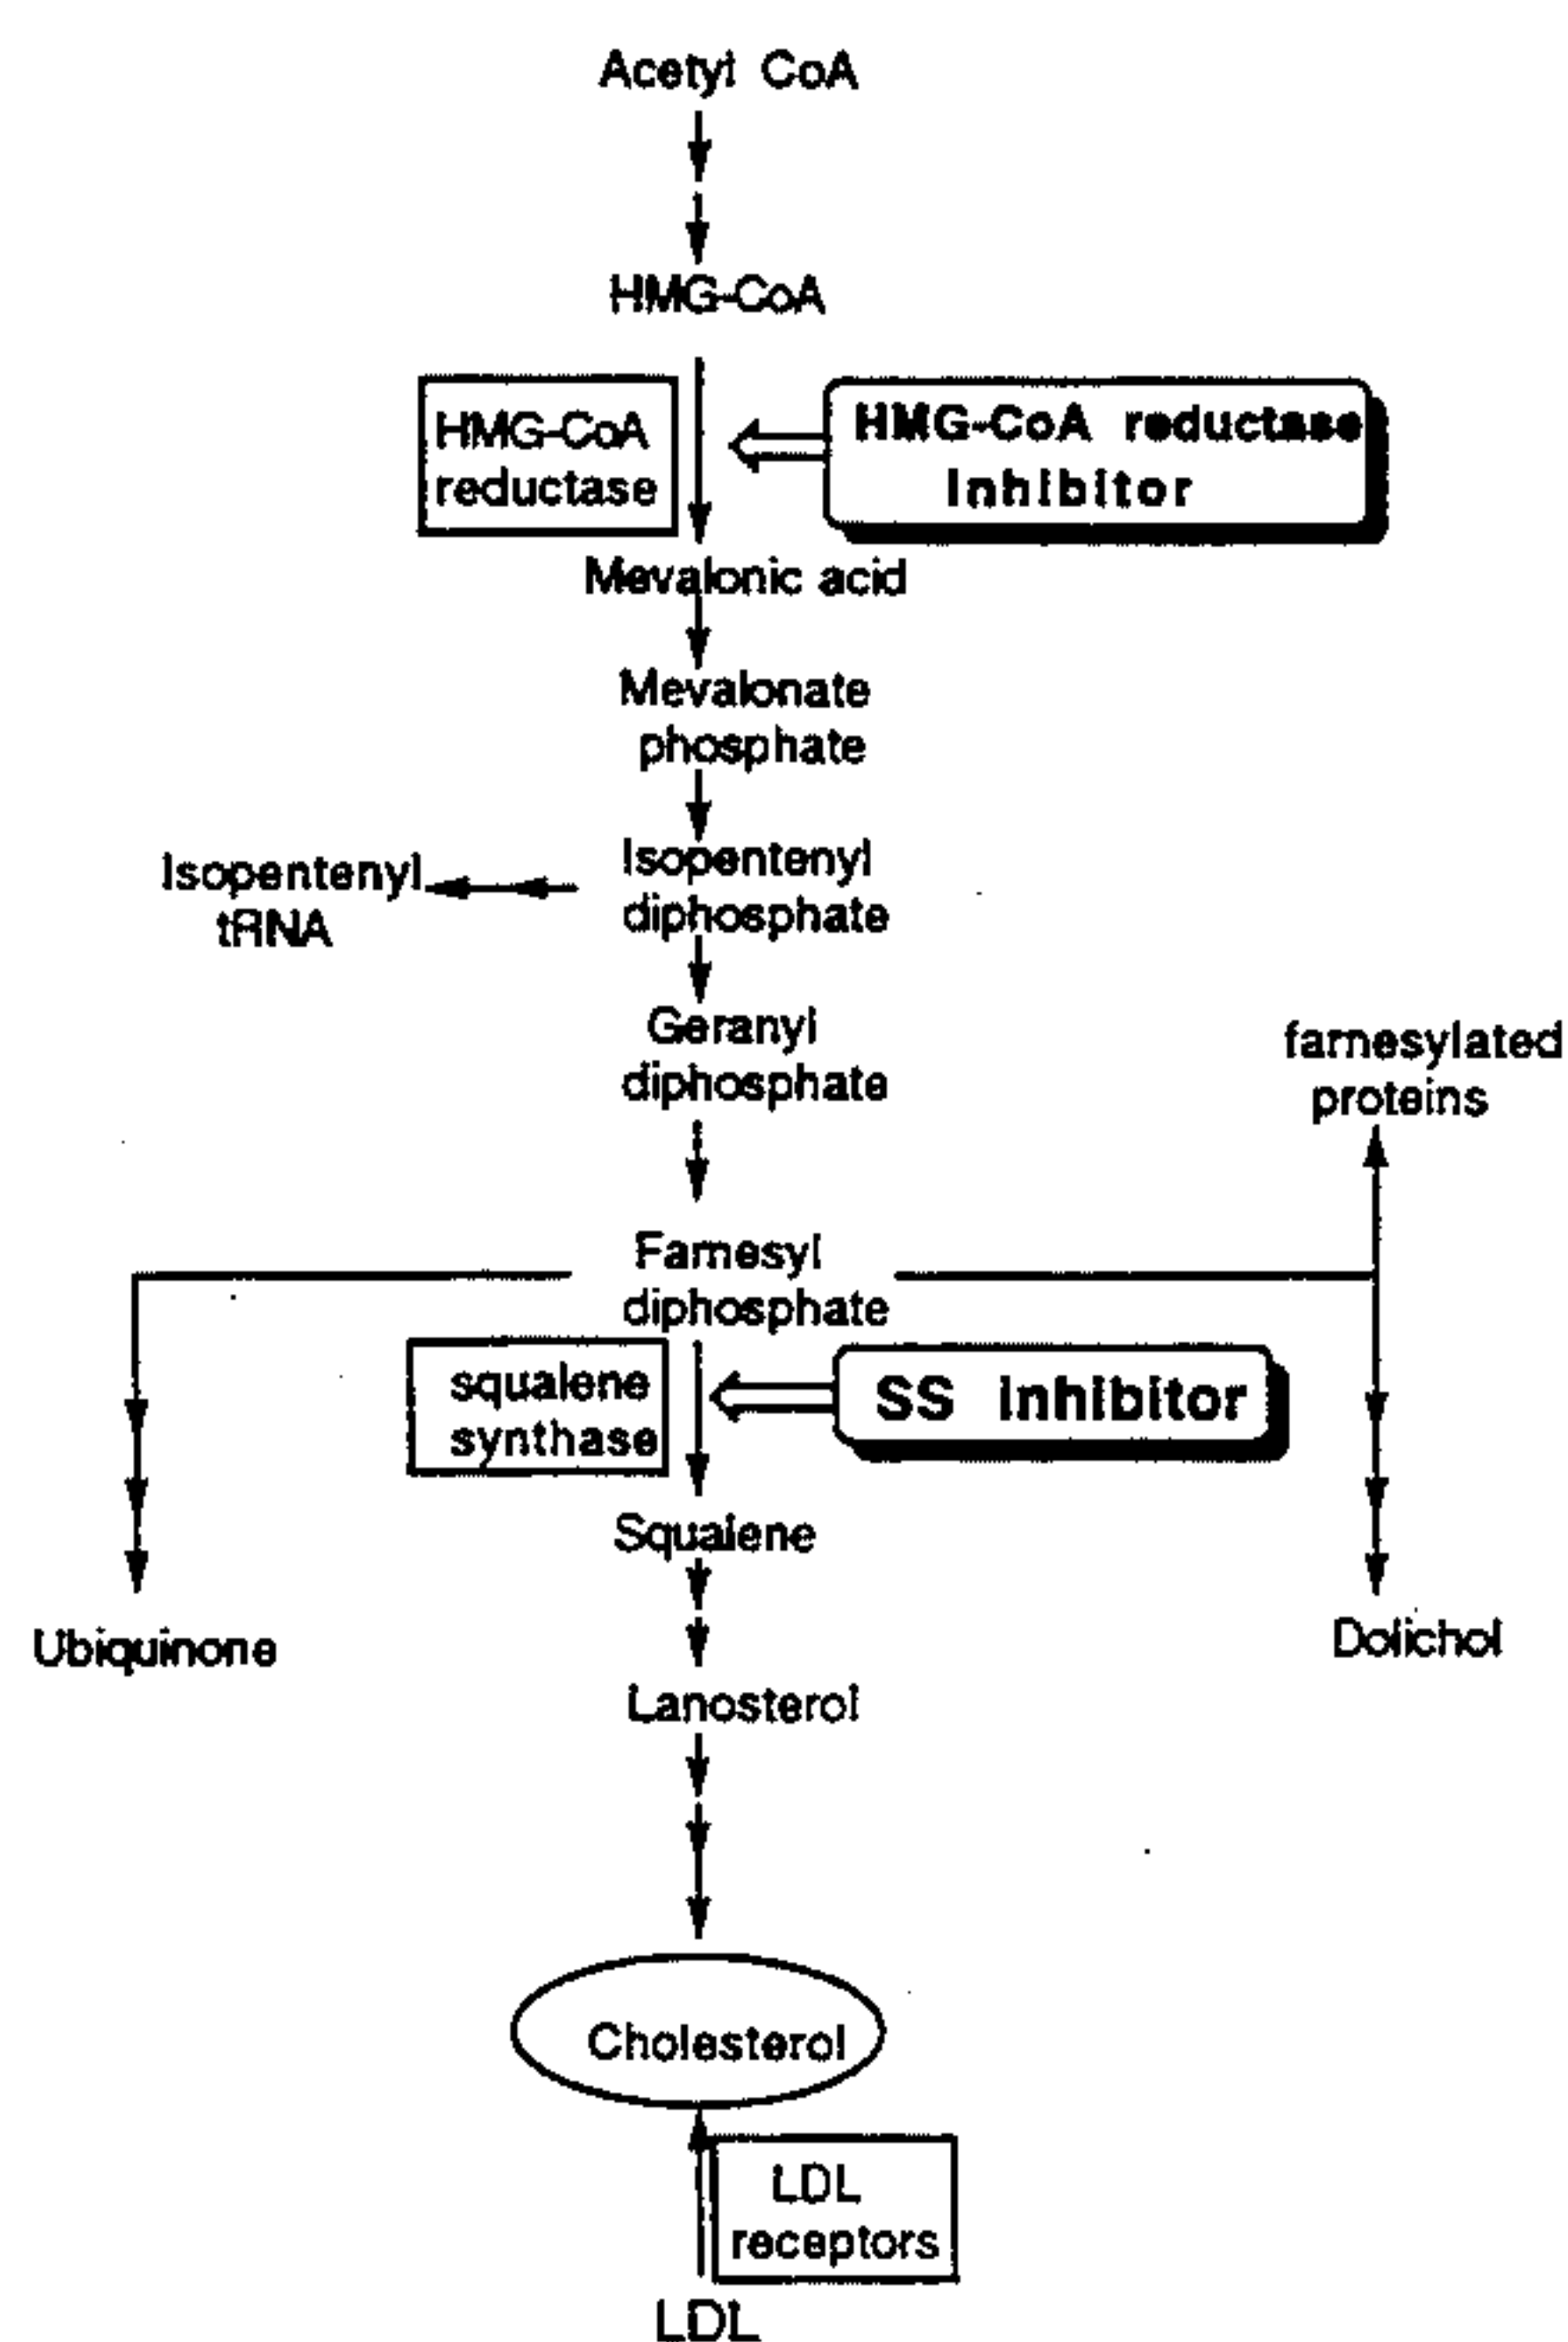 Acetyl CoA
HMG-CoA
HMG-CoA
reductase
HMG-CoA reductase
Inhibitor
Mevalonic acid
Mevalonate
phosphate
Isopentenyl
tRNA
Isopentenyl
diphosphate
Geranyl
diphosphate
farnesylated
proteins
Farnesyl
diphosphate
squalene
synthase
SS Inhibitor
Squalene
Ubiquinone
Dolichol
Lanosterol
Cholesterol
LDL
receptors
LDL